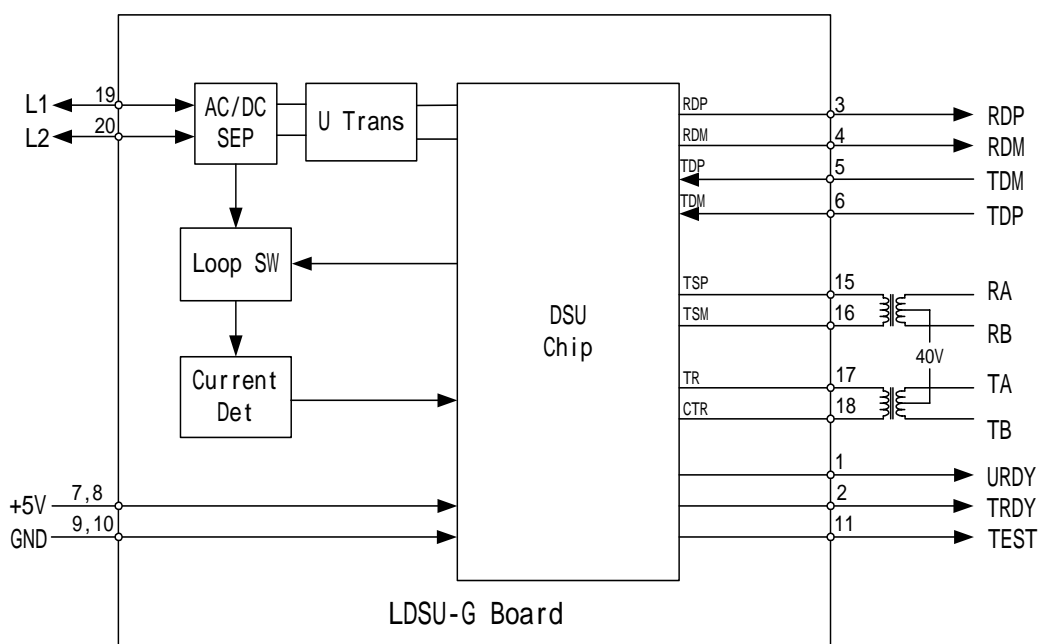 L1
19
L2
20
AC/DC
SEP
U Trans
Loop SW
Current
Det
+5V
7,8
GND
9,10
DSU
Chip
RDP
3
RDP
RDM
4
RDM
TDP
5
TDM
TDM
6
TDP
TSP
15
RA
TSM
16
RB
40V
TR
17
TA
CTR
18
TB
1
URDY
2
TRDY
11
TEST
LDSU-G Board